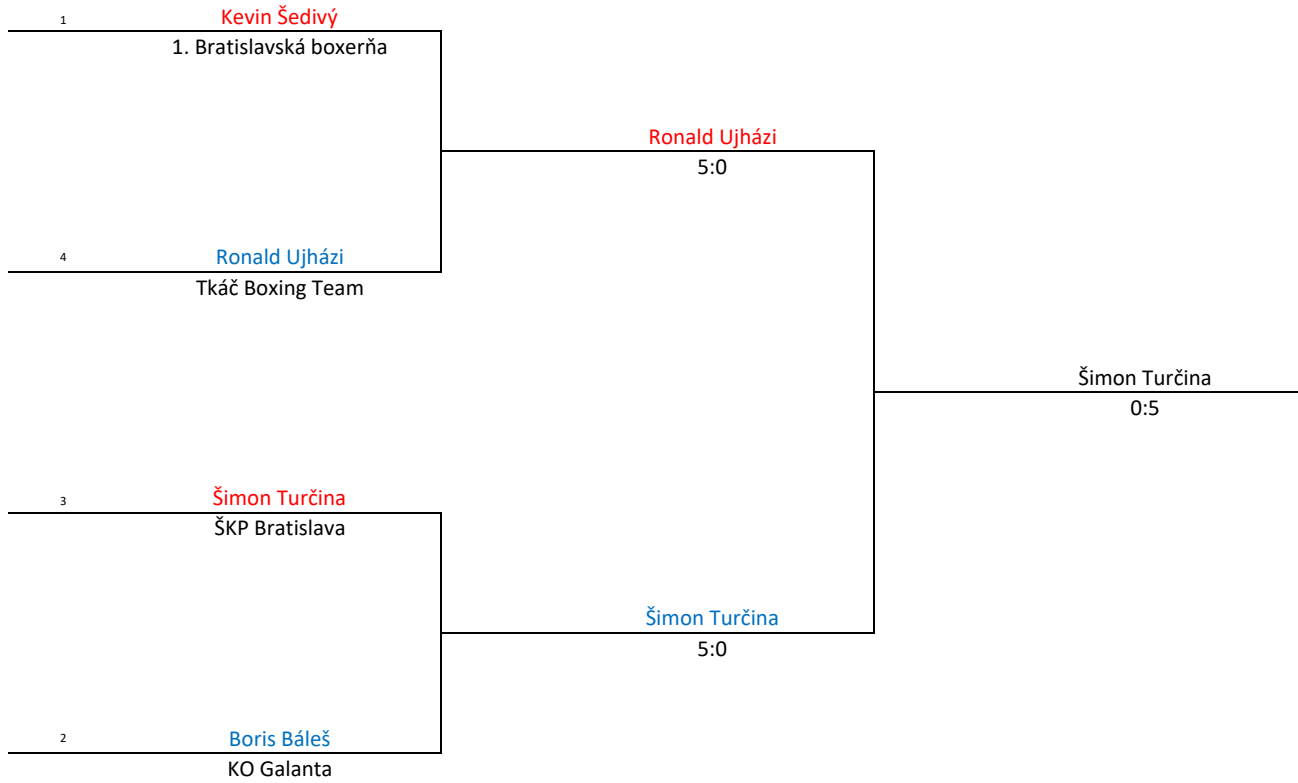 1 Kevin Šedivý
1. Bratislavská boxerňa
Ronald Ujházi
5:0
4 Ronald Ujházi
Tkáč Boxing Team
Šimon Turčina
0:5
3 Šimon Turčina
ŠKP Bratislava
Šimon Turčina
5:0
2 Boris Báleš
KO Galanta